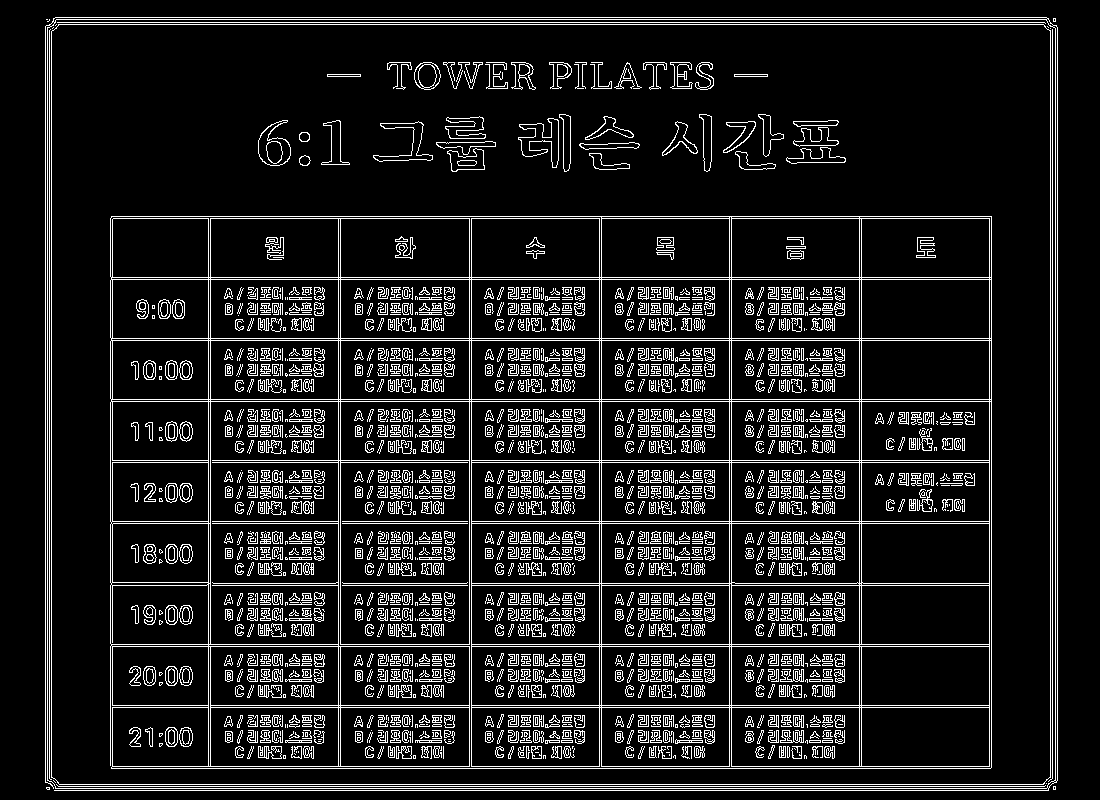 TOWER PILATES
6:1 그룹 레슨 시간표
월 화 수 목 금 토
9:00
A / 리포머,스프링 A / 리포머,스프링 A / 리포머,스프링 A / 리포머,스프링 A / 리포머,스프링
B / 리포머,스프링 B / 리포머,스프링 B / 리포머,스프링 B / 리포머,스프링 B / 리포머,스프링
C / 바렐, 체어 C / 바렐, 체어 C / 바렐, 체어 C / 바렐, 체어 C / 바렐, 체어
10:00
A / 리포머,스프링 A / 리포머,스프링 A / 리포머,스프링 A / 리포머,스프링 A / 리포머,스프링
B / 리포머,스프링 B / 리포머,스프링 B / 리포머,스프링 B / 리포머,스프링 B / 리포머,스프링
C / 바렐, 체어 C / 바렐, 체어 C / 바렐, 체어 C / 바렐, 체어 C / 바렐, 체어
11:00
A / 리포머,스프링 A / 리포머,스프링 A / 리포머,스프링 A / 리포머,스프링 A / 리포머,스프링 A / 리포머,스프링
B / 리포머,스프링 B / 리포머,스프링 B / 리포머,스프링 B / 리포머,스프링 B / 리포머,스프링 or
C / 바렐, 체어 C / 바렐, 체어 C / 바렐, 체어 C / 바렐, 체어 C / 바렐, 체어 C / 바렐, 체어
12:00
A / 리포머,스프링 A / 리포머,스프링 A / 리포머,스프링 A / 리포머,스프링 A / 리포머,스프링 A / 리포머,스프링
B / 리포머,스프링 B / 리포머,스프링 B / 리포머,스프링 B / 리포머,스프링 B / 리포머,스프링 or
C / 바렐, 체어 C / 바렐, 체어 C / 바렐, 체어 C / 바렐, 체어 C / 바렐, 체어 C / 바렐, 체어
18:00
A / 리포머,스프링 A / 리포머,스프링 A / 리포머,스프링 A / 리포머,스프링 A / 리포머,스프링
B / 리포머,스프링 B / 리포머,스프링 B / 리포머,스프링 B / 리포머,스프링 B / 리포머,스프링
C / 바렐, 체어 C / 바렐, 체어 C / 바렐, 체어 C / 바렐, 체어 C / 바렐, 체어
19:00
A / 리포머,스프링 A / 리포머,스프링 A / 리포머,스프링 A / 리포머,스프링 A / 리포머,스프링
B / 리포머,스프링 B / 리포머,스프링 B / 리포머,스프링 B / 리포머,스프링 B / 리포머,스프링
C / 바렐, 체어 C / 바렐, 체어 C / 바렐, 체어 C / 바렐, 체어 C / 바렐, 체어
20:00
A / 리포머,스프링 A / 리포머,스프링 A / 리포머,스프링 A / 리포머,스프링 A / 리포머,스프링
B / 리포머,스프링 B / 리포머,스프링 B / 리포머,스프링 B / 리포머,스프링 B / 리포머,스프링
C / 바렐, 체어 C / 바렐, 체어 C / 바렐, 체어 C / 바렐, 체어 C / 바렐, 체어
21:00
A / 리포머,스프링 A / 리포머,스프링 A / 리포머,스프링 A / 리포머,스프링 A / 리포머,스프링
B / 리포머,스프링 B / 리포머,스프링 B / 리포머,스프링 B / 리포머,스프링 B / 리포머,스프링
C / 바렐, 체어 C / 바렐, 체어 C / 바렐, 체어 C / 바렐, 체어 C / 바렐, 체어